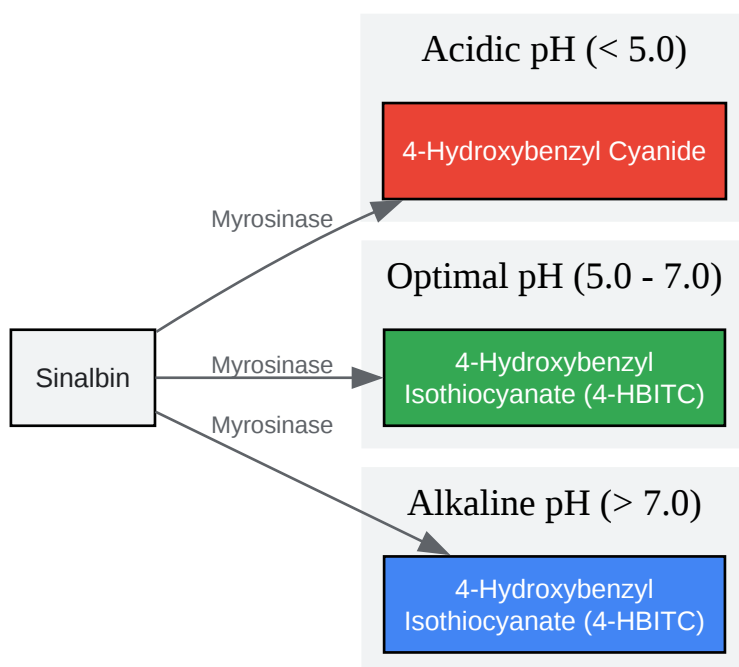 Acidic pH (< 5.0)
4-Hydroxybenzyl Cyanide
Myrosinase
Optimal pH (5.0 - 7.0)
Sinalbin
Myrosinase
4-Hydroxybenzyl
Isothiocyanate (4-HBITC)
Myrosinase
Alkaline pH (> 7.0)
4-Hydroxybenzyl
Isothiocyanate (4-HBITC)